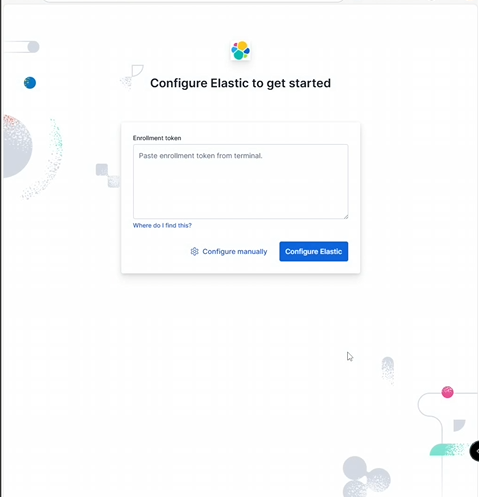 Configure Elastic to get started
Enrollment token
Paste enrollment token from terminal.
Where do I find this?
Configure manually
Configure Elastic